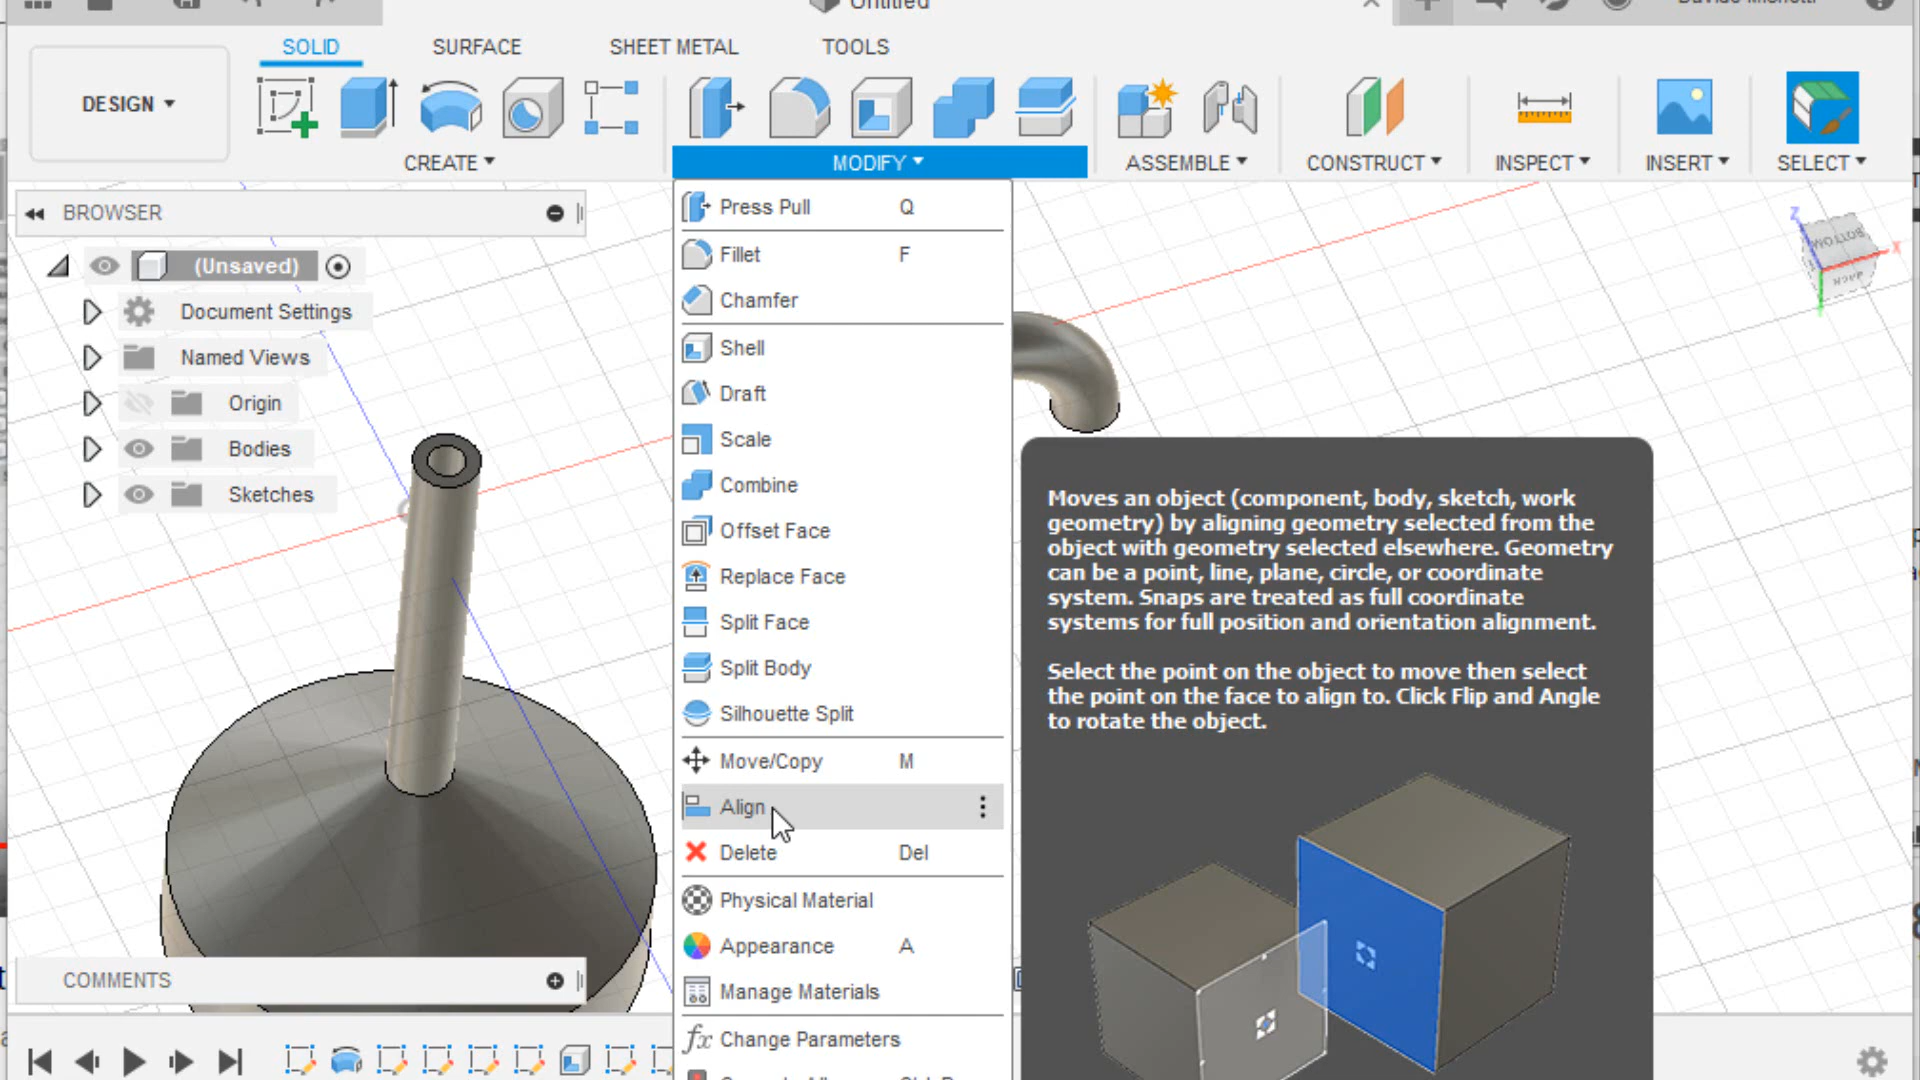 Untitled
SOLID
SURFACE
SHEET METAL
TOOLS
DESIGN
CREATE
MODIFY
ASSEMBLE
CONSTRUCT
INSPECT
INSERT
SELECT
BROWSER
(Unsaved)
Document Settings
Named Views
Origin
Bodies
Sketches
Press Pull Q
Fillet F
Chamfer
Shell
Draft
Scale
Combine
Offset Face
Replace Face
Split Face
Split Body
Silhouette Split
Move/Copy M
Align
Delete Del
Physical Material
Appearance A
Manage Materials
fx Change Parameters
Moves an object (component, body, sketch, work
geometry) by aligning geometry selected from the
object with geometry selected elsewhere. Geometry
can be a point, line, plane, circle, or coordinate
system. Snaps are treated as full coordinate
systems for full position and orientation alignment.
Select the point on the object to move then select
the point on the face to align to. Click Flip and Angle
to rotate the object.
Z
BOTTOM
X
COMMENTS